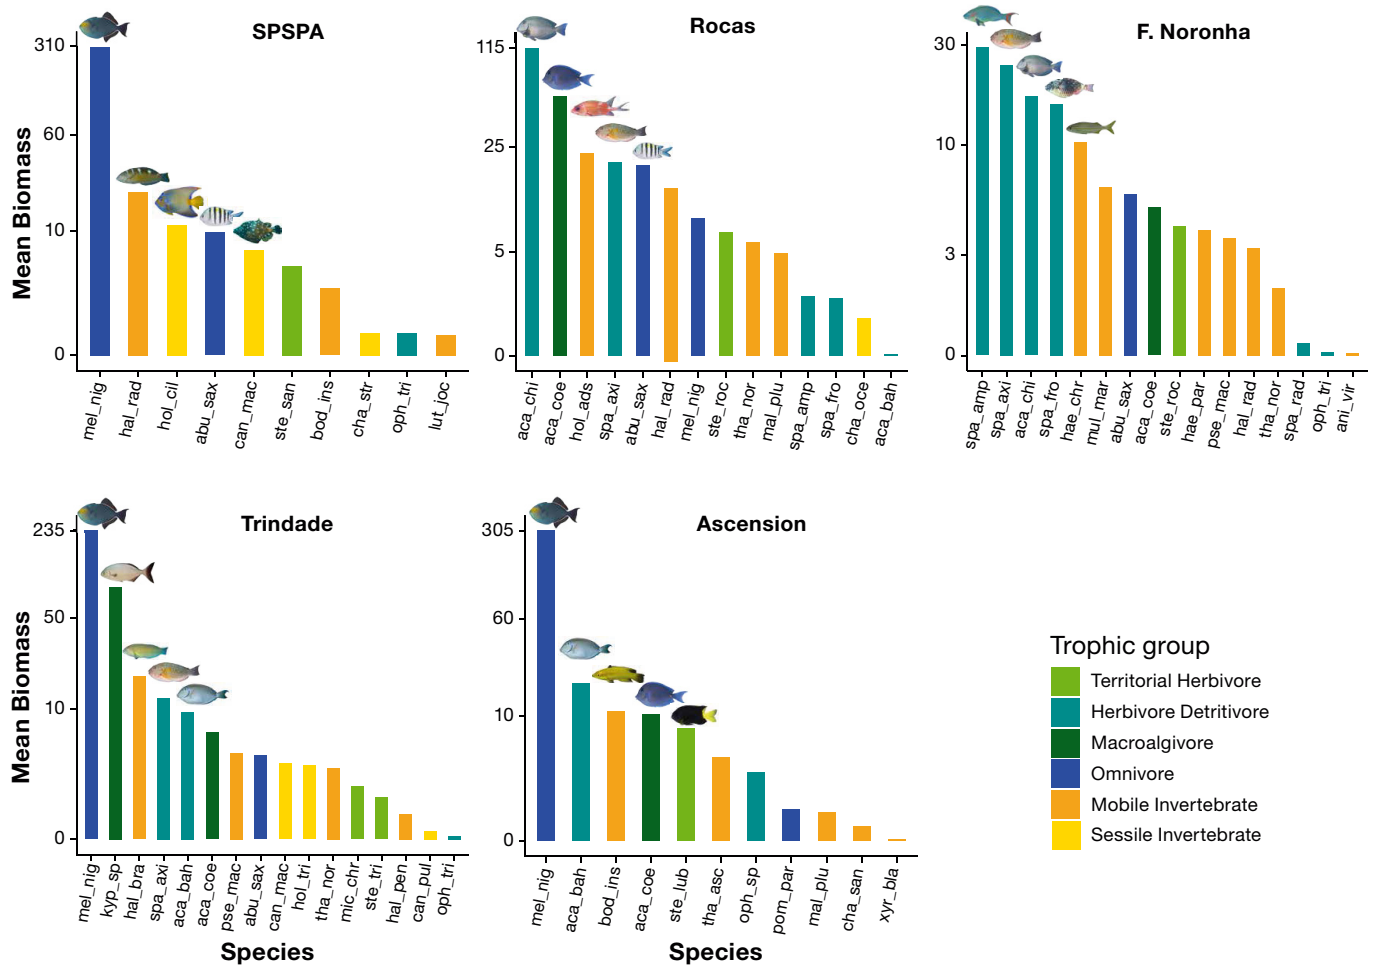 SPSPA
Mean Biomass
310
60
10
0
mel_nig
hal_rad
hol_cil
abu_sax
can_mac
ste_san
bod_ins
cha_str
oph_tri
lut_joc
Rocas
115
25
5
0
aca_chi
aca_coe
hol_ads
spa_axi
abu_sax
hal_rad
mel_nig
ste_roc
tha_nor
mal_plu
spa_amp
spa_fro
cha_oce
aca_bah
F. Noronha
30
10
3
0
spa_amp
spa_axi
aca_chi
spa_fro
hae_chr
mul_mar
abu_sax
aca_coe
ste_roc
hae_par
pse_mac
hal_rad
tha_nor
spa_rad
oph_tri
ani_vir
Trindade
Mean Biomass
235
50
10
0
mel_nig
kyp_sp
hal_bra
spa_axi
aca_bah
aca_coe
pse_mac
abu_sax
can_mac
hol_tri
tha_nor
mic_chr
ste_tri
hal_pen
can_pul
oph_tri
Species
Ascension
305
60
10
0
mel_nig
aca_bah
bod_ins
aca_coe
ste_lub
tha_asc
oph_sp
pom_par
mal_plu
cha_san
xyr_bla
Species
Trophic group
Territorial Herbivore
Herbivore Detritivore
Macroalgivore
Omnivore
Mobile Invertebrate
Sessile Invertebrate